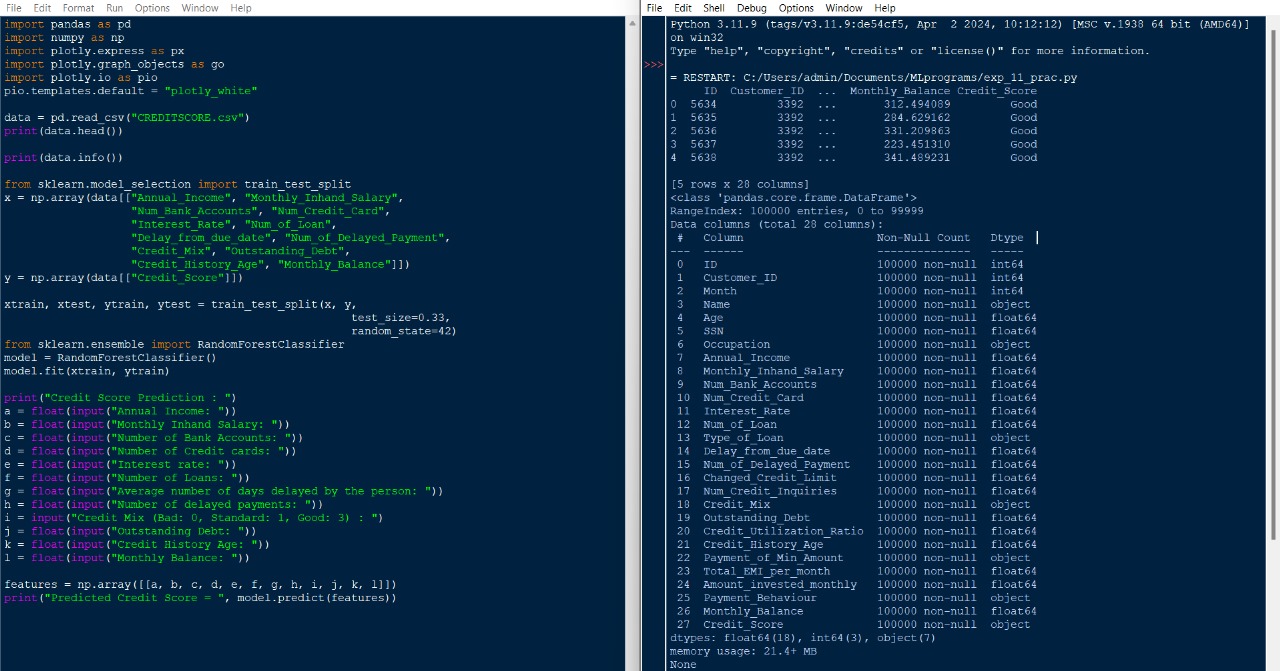 File Edit Format Run Options Window Help
import pandas as pd
import numpy as np
import plotly.express as px
import plotly.graph_objects as go
import plotly.io as pio
pio.templates.default = "plotly_white"
data = pd.read_csv("CREDITSCORE.csv")
print(data.head())
print(data.info())
from sklearn.model_selection import train_test_split
x = np.array(data[["Annual_Income", "Monthly_Inhand_Salary",
"Num_Bank_Accounts", "Num_Credit_Card",
"Interest_Rate", "Num_of_Loan",
"Delay_from_due_date", "Num_of_Delayed_Payment",
"Credit_Mix", "Outstanding_Debt",
"Credit_History_Age", "Monthly_Balance"]])
y = np.array(data[["Credit_Score"]])
xtrain, xtest, ytrain, ytest = train_test_split(x, y,
test_size=0.33,
random_state=42)
from sklearn.ensemble import RandomForestClassifier
model = RandomForestClassifier()
model.fit(xtrain, ytrain)
print("Credit Score Prediction : ")
a = float(input("Annual Income: "))
b = float(input("Monthly Inhand Salary: "))
c = float(input("Number of Bank Accounts: "))
d = float(input("Number of Credit cards: "))
e = float(input("Interest rate: "))
f = float(input("Number of Loans: "))
g = float(input("Average number of days delayed by the person: "))
h = float(input("Number of delayed payments: "))
i = input("Credit Mix (Bad: 0, Standard: 1, Good: 3) : ")
j = float(input("Outstanding Debt: "))
k = float(input("Credit History Age: "))
l = float(input("Monthly Balance: "))
features = np.array([[a, b, c, d, e, f, g, h, i, j, k, l]])
print("Predicted Credit Score = ", model.predict(features))
File Edit Shell Debug Options Window Help
Python 3.11.9 (tags/v3.11.9:de54cf5, Apr  2 2024, 10:12:12) [MSC v.1938 64 bit (AMD64)]
on win32
Type "help", "copyright", "credits" or "license()" for more information.
>>>
= RESTART: C:/Users/admin/Documents/MLprograms/exp_11_prac.py
ID Customer_ID ... Monthly_Balance Credit_Score
0 5634 3392 ... 312.494089 Good
1 5635 3392 ... 284.629162 Good
2 5636 3392 ... 331.209863 Good
3 5637 3392 ... 223.451310 Good
4 5638 3392 ... 341.489231 Good
[5 rows x 28 columns]
<class 'pandas.core.frame.DataFrame'>
RangeIndex: 100000 entries, 0 to 99999
Data columns (total 28 columns):
# Column Non-Null Count Dtype
--- ------ -------------- -----
0 ID 100000 non-null int64
1 Customer_ID 100000 non-null int64
2 Month 100000 non-null int64
3 Name 100000 non-null object
4 Age 100000 non-null float64
5 SSN 100000 non-null float64
6 Occupation 100000 non-null object
7 Annual_Income 100000 non-null float64
8 Monthly_Inhand_Salary 100000 non-null float64
9 Num_Bank_Accounts 100000 non-null float64
10 Num_Credit_Card 100000 non-null float64
11 Interest_Rate 100000 non-null float64
12 Num_of_Loan 100000 non-null float64
13 Type_of_Loan 100000 non-null object
14 Delay_from_due_date 100000 non-null float64
15 Num_of_Delayed_Payment 100000 non-null float64
16 Changed_Credit_Limit 100000 non-null float64
17 Num_Credit_Inquiries 100000 non-null float64
18 Credit_Mix 100000 non-null object
19 Outstanding_Debt 100000 non-null float64
20 Credit_Utilization_Ratio 100000 non-null float64
21 Credit_History_Age 100000 non-null float64
22 Payment_of_Min_Amount 100000 non-null object
23 Total_EMI_per_month 100000 non-null float64
24 Amount_invested_monthly 100000 non-null float64
25 Payment_Behaviour 100000 non-null object
26 Monthly_Balance 100000 non-null float64
27 Credit_Score 100000 non-null object
dtypes: float64(18), int64(3), object(7)
memory usage: 21.4+ MB
None